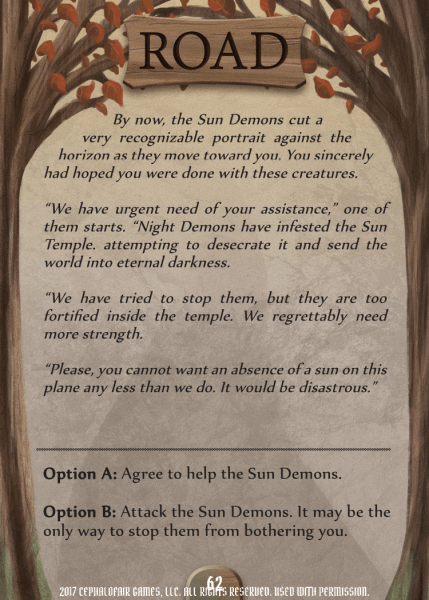 ROAD
By now, the Sun Demons cut a
very recognizable portrait against the
horizon as they move toward you. You sincerely
had hoped you were done with these creatures.
“We have urgent need of your assistance,” one of
them starts. “Night Demons have infested the Sun
Temple. attempting to desecrate it and send the
world into eternal darkness.
“We have tried to stop them, but they are too
fortified inside the temple. We regrettably need
more strength.
“Please, you cannot want an absence of a sun on this
plane any less than we do. It would be disastrous.”
Option A: Agree to help the Sun Demons.
Option B: Attack the Sun Demons. It may be the
only way to stop them from bothering you.
62
2017 CEPHALOFAIR GAMES, LLC. ALL RIGHTS RESERVED. USED WITH PERMISSION.